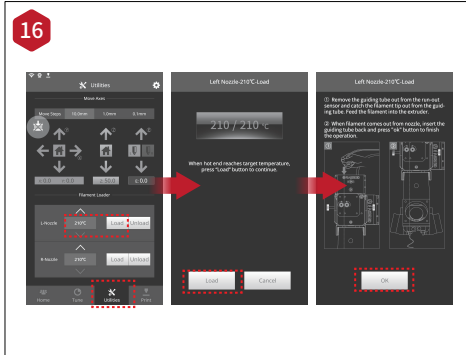 16
Utilities
Move Axes
Move Steps 10.0mm 1.0mm 0.1mm
Filament Loader
L-Nozzle 210℃ Load Unload
R-Nozzle 210℃ Load Unload
Home Tune Utilities Print
Left Nozzle-210℃-Load
210 / 210 ℃
When hot end reaches target temperature,
press "Load" button to continue.
Load Cancel
Left Nozzle-210℃-Load
① Remove the guiding tube out from the run-out
sensor and catch the filament tip out from the guid-
ing tube. Feed the filament into the extruder.
② When filament comes out from nozzle, insert the
guiding tube back and press "ok" button to finish
the operation.
① ②
OK